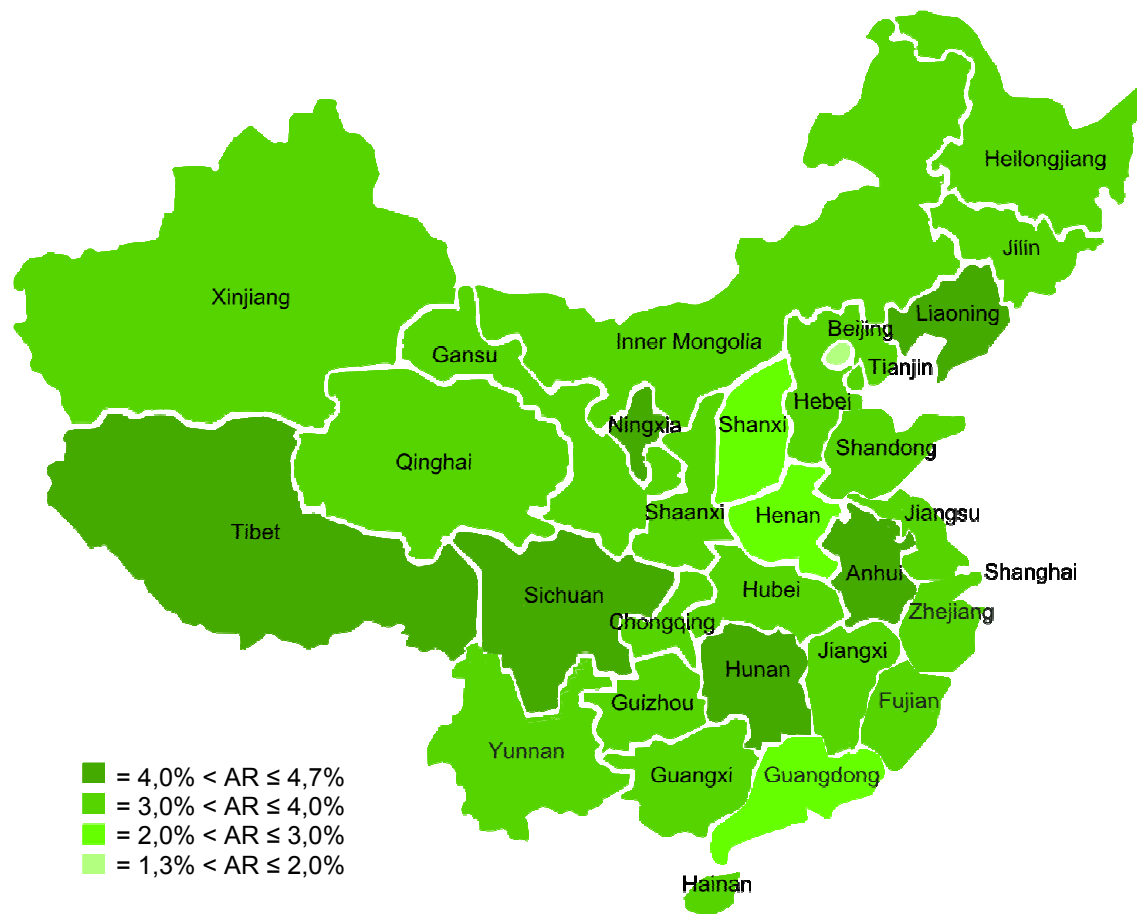 Heilongjiang
Jilin
Xinjiang
Liaoning
Beijing
Inner Mongolia
Gansu
Tianjin
Hebei
Ningxia
Shanxi
Shandong
Qinghai
Shaanxi
Henan
Jiangsu
Tibet
Anhui
Shanghai
Sichuan
Hubei
Zhejiang
Chongqing
Jiangxi
Hunan
Guizhou
Fujian
Yunnan
Guangxi
Guangdong
= 4,0% < AR ≤ 4,7%
= 3,0% < AR ≤ 4,0%
= 2,0% < AR ≤ 3,0%
= 1,3% < AR ≤ 2,0%
Hainan